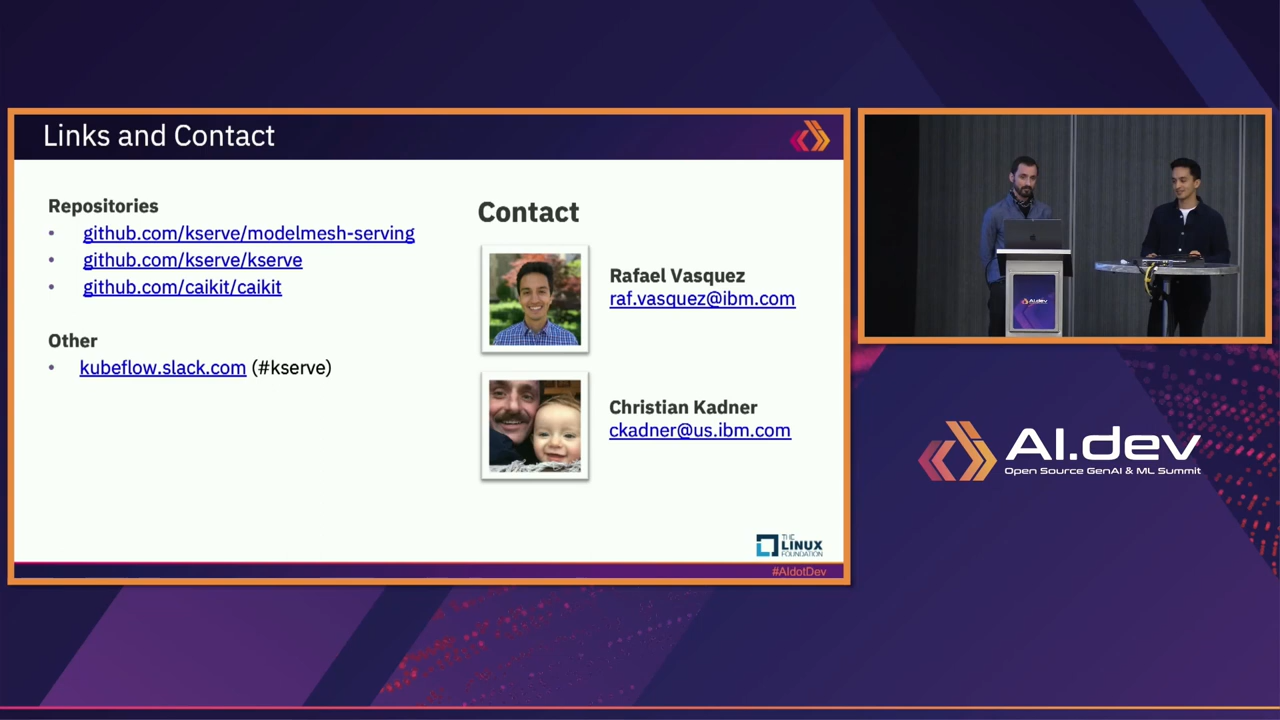 Links and Contact
Repositories
• github.com/kserve/modelmesh-serving
• github.com/kserve/kserve
• github.com/caikit/caikit
Other
• kubeflow.slack.com (#kserve)
Contact
Rafael Vasquez
raf.vasquez@ibm.com
Christian Kadner
ckadner@us.ibm.com
THE
LINUX
FOUNDATION
#AIdotDev
AI.dev
AI.dev
Open Source GenAI & ML Summit